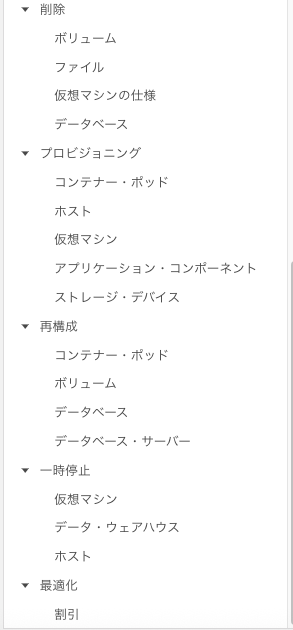 削除
ボリューム
ファイル
仮想マシンの仕様
データベース
プロビジョニング
コンテナー・ポッド
ホスト
仮想マシン
アプリケーション・コンポーネント
ストレージ・デバイス
再構成
コンテナー・ポッド
ボリューム
データベース
データベース・サーバー
一時停止
仮想マシン
データ・ウェアハウス
ホスト
最適化
割引